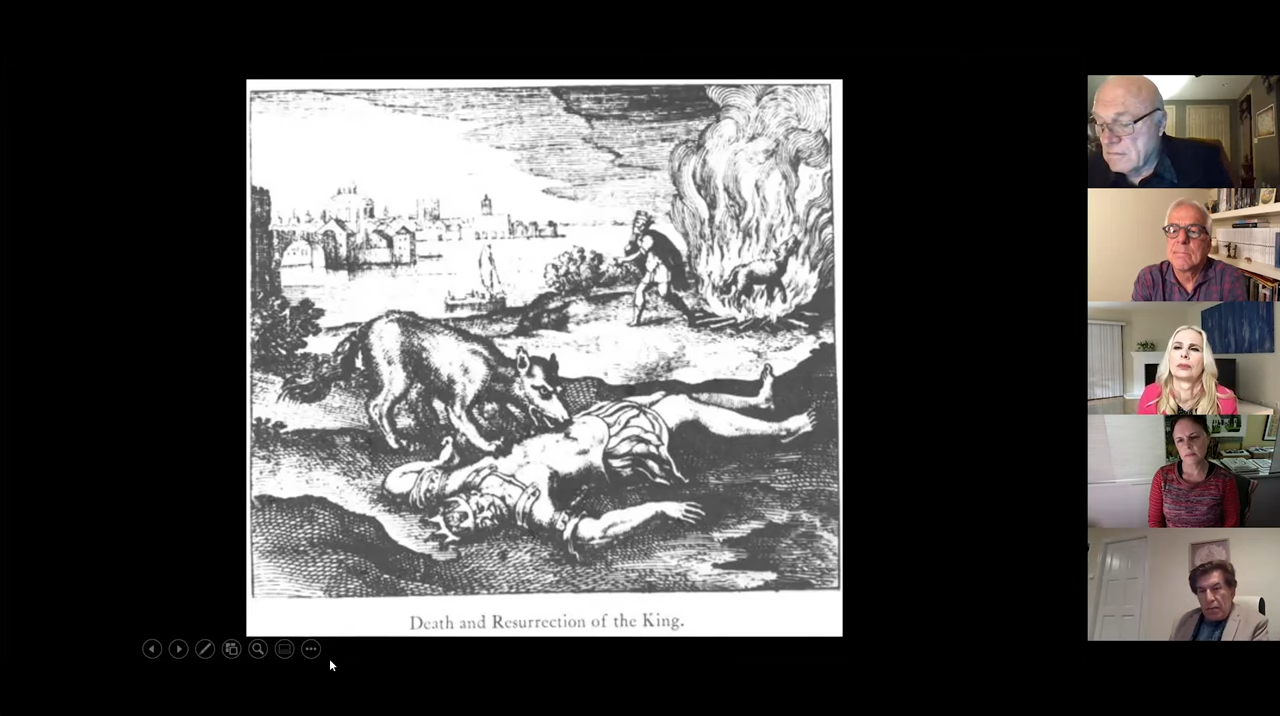 Death and Resurrection of the King.